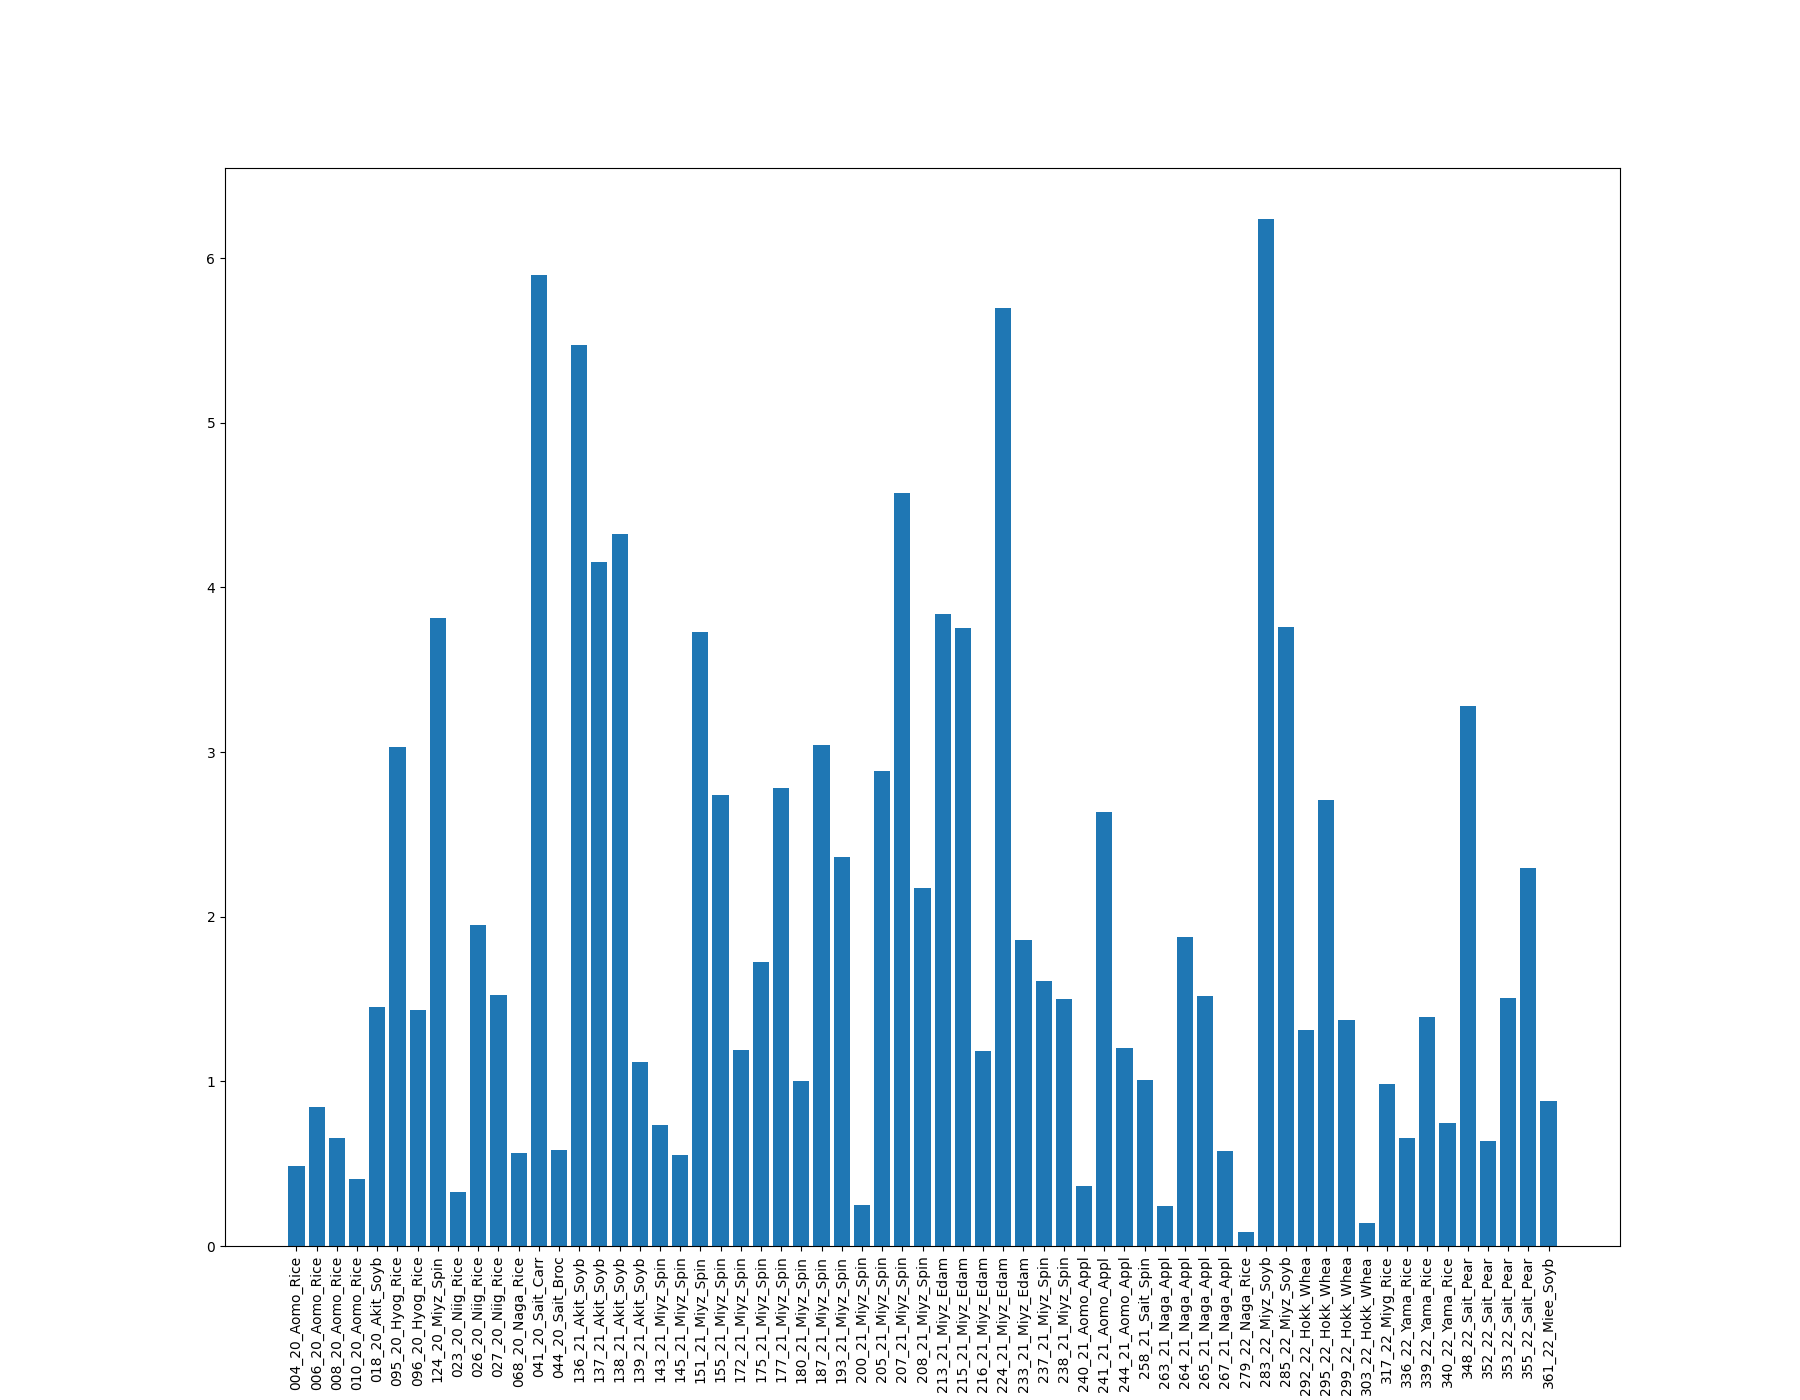 6
5
4
3
2
1
0
004_20_Aomo_Rice
006_20_Aomo_Rice
008_20_Aomo_Rice
010_20_Aomo_Rice
018_20_Akit_Soyb
095_20_Hyog_Rice
096_20_Hyog_Rice
124_20_Miyz_Spin
023_20_Niig_Rice
026_20_Niig_Rice
027_20_Niig_Rice
068_20_Naga_Rice
041_20_Sait_Carr
044_20_Sait_Broc
136_21_Akit_Soyb
137_21_Akit_Soyb
138_21_Akit_Soyb
139_21_Akit_Soyb
143_21_Miyz_Spin
145_21_Miyz_Spin
151_21_Miyz_Spin
155_21_Miyz_Spin
172_21_Miyz_Spin
175_21_Miyz_Spin
177_21_Miyz_Spin
180_21_Miyz_Spin
187_21_Miyz_Spin
193_21_Miyz_Spin
200_21_Miyz_Spin
205_21_Miyz_Spin
207_21_Miyz_Spin
208_21_Miyz_Spin
213_21_Miyz_Edam
215_21_Miyz_Edam
216_21_Miyz_Edam
224_21_Miyz_Edam
233_21_Miyz_Edam
237_21_Miyz_Spin
238_21_Miyz_Spin
240_21_Aomo_Appl
241_21_Aomo_Appl
244_21_Aomo_Appl
258_21_Sait_Spin
263_21_Naga_Appl
264_21_Naga_Appl
265_21_Naga_Appl
267_21_Naga_Appl
279_22_Naga_Rice
283_22_Miyz_Soyb
285_22_Miyz_Soyb
292_22_Hokk_Whea
295_22_Hokk_Whea
299_22_Hokk_Whea
303_22_Hokk_Whea
317_22_Miyg_Rice
336_22_Yama_Rice
339_22_Yama_Rice
340_22_Yama_Rice
348_22_Sait_Pear
352_22_Sait_Pear
353_22_Sait_Pear
355_22_Sait_Pear
361_22_Miee_Soyb